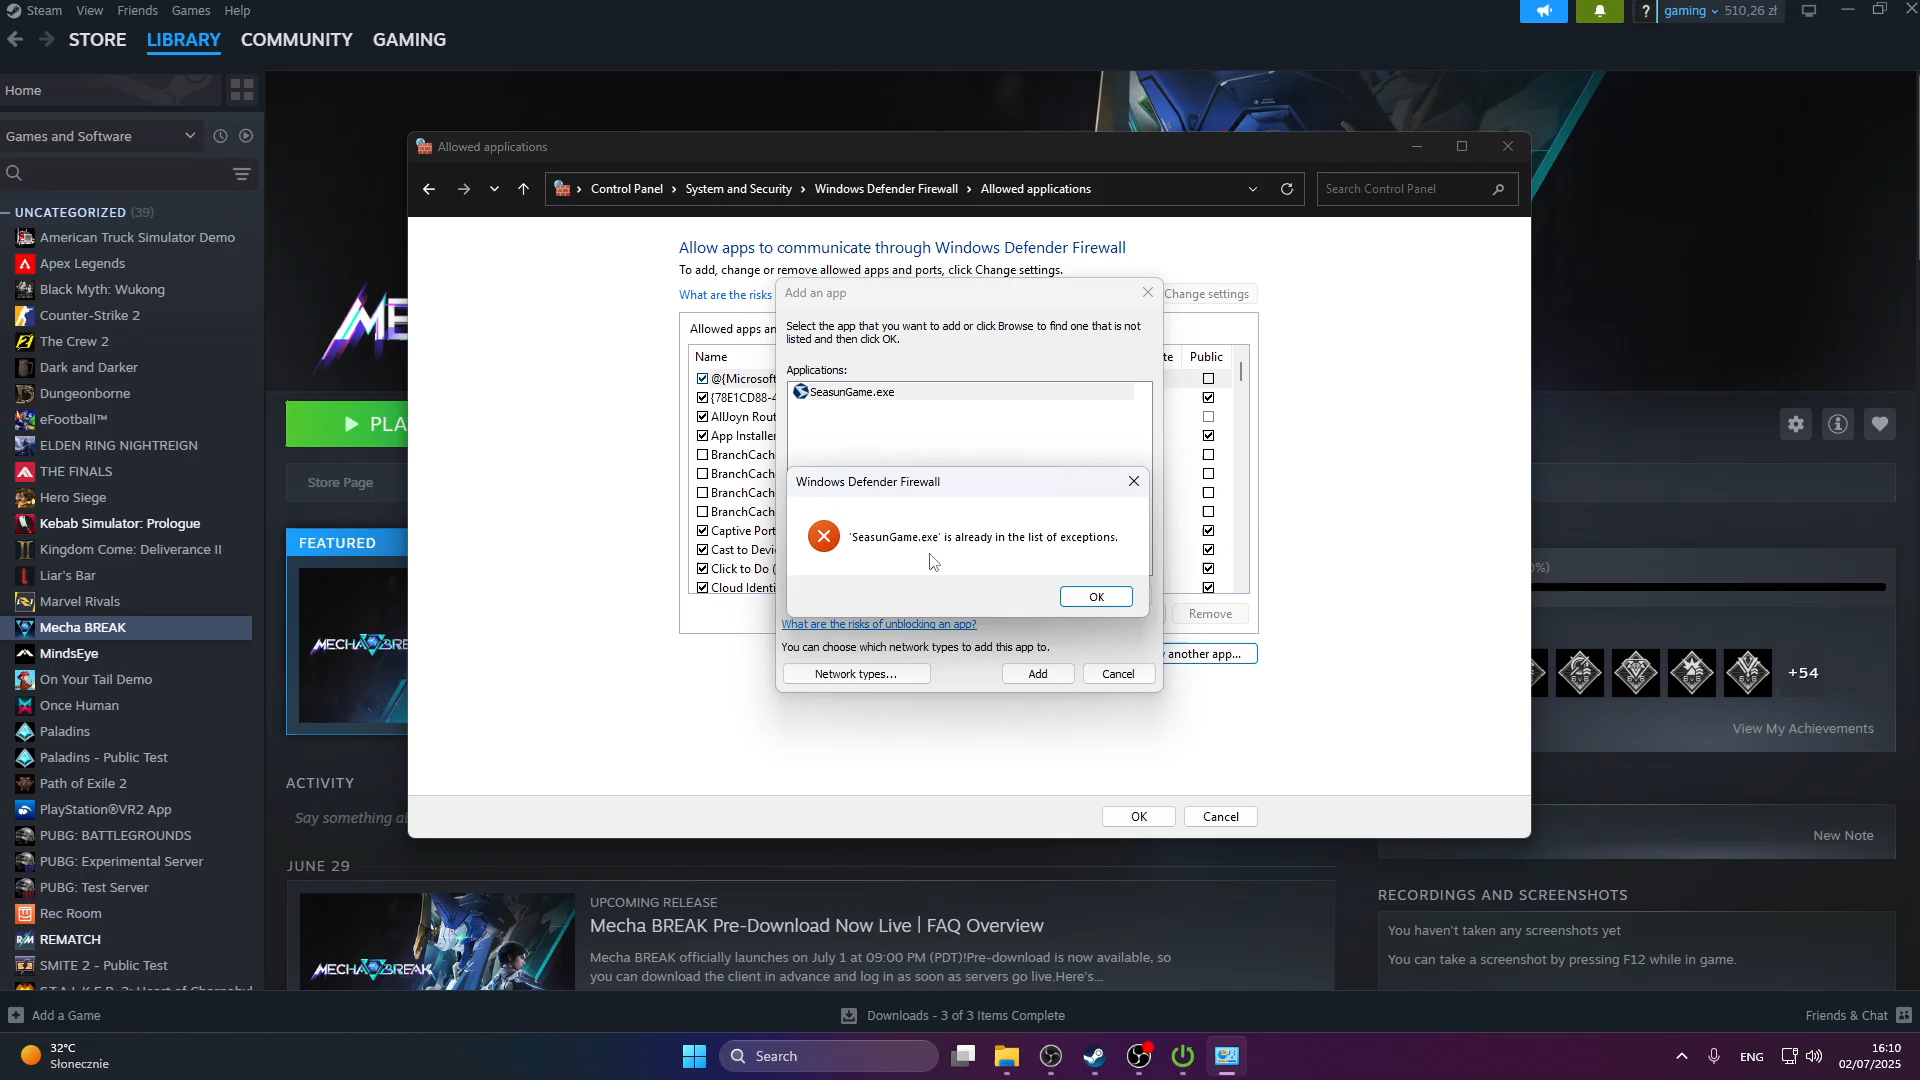 Steam View Friends Games Help
? gaming 510,26 zł
STORE LIBRARY COMMUNITY GAMING
Home
Games and Software
UNCATEGORIZED (39)
American Truck Simulator Demo
Apex Legends
Black Myth: Wukong
Counter-Strike 2
The Crew 2
Dark and Darker
Dungeonborne
eFootball™
ELDEN RING NIGHTREIGN
THE FINALS
Hero Siege
Kebab Simulator: Prologue
Kingdom Come: Deliverance II
Liar's Bar
Marvel Rivals
Mecha BREAK
MindsEye
On Your Tail Demo
Once Human
Paladins
Paladins - Public Test
Path of Exile 2
PlayStation®VR2 App
PUBG: BATTLEGROUNDS
PUBG: Experimental Server
PUBG: Test Server
Rec Room
REMATCH
SMITE 2 - Public Test
Allowed applications
Control Panel > System and Security > Windows Defender Firewall > Allowed applications
Search Control Panel
Allow apps to communicate through Windows Defender Firewall
To add, change or remove allowed apps and ports, click Change settings.
What are the risks
Change settings
Allowed apps an
Name
te Public
@{Microsoft
{78E1CD88-4
AllJoyn Rout
App Installer
BranchCach
BranchCach
BranchCach
BranchCach
Captive Port
Cast to Devi
Click to Do (
Cloud Identi
Remove
another app...
OK Cancel
Add an app
Select the app that you want to add or click Browse to find one that is not
listed and then click OK.
Applications:
SeasunGame.exe
Windows Defender Firewall
'SeasunGame.exe' is already in the list of exceptions.
OK
What are the risks of unblocking an app?
You can choose which network types to add this app to.
Network types... Add Cancel
ME
PLA
Store Page
FEATURED
MECHA BRE
%)
+54
View My Achievements
ACTIVITY
Say something a
New Note
JUNE 29
UPCOMING RELEASE
Mecha BREAK Pre-Download Now Live | FAQ Overview
Mecha BREAK officially launches on July 1 at 09:00 PM (PDT)!Pre-download is now available, so
you can download the client in advance and log in as soon as servers go live.Here's...
MECHA BREAK
RECORDINGS AND SCREENSHOTS
You haven't taken any screenshots yet
You can take a screenshot by pressing F12 while in game.
Add a Game
Downloads - 3 of 3 Items Complete
Friends & Chat
32°C
Słonecznie
Search
ENG
16:10
02/07/2025